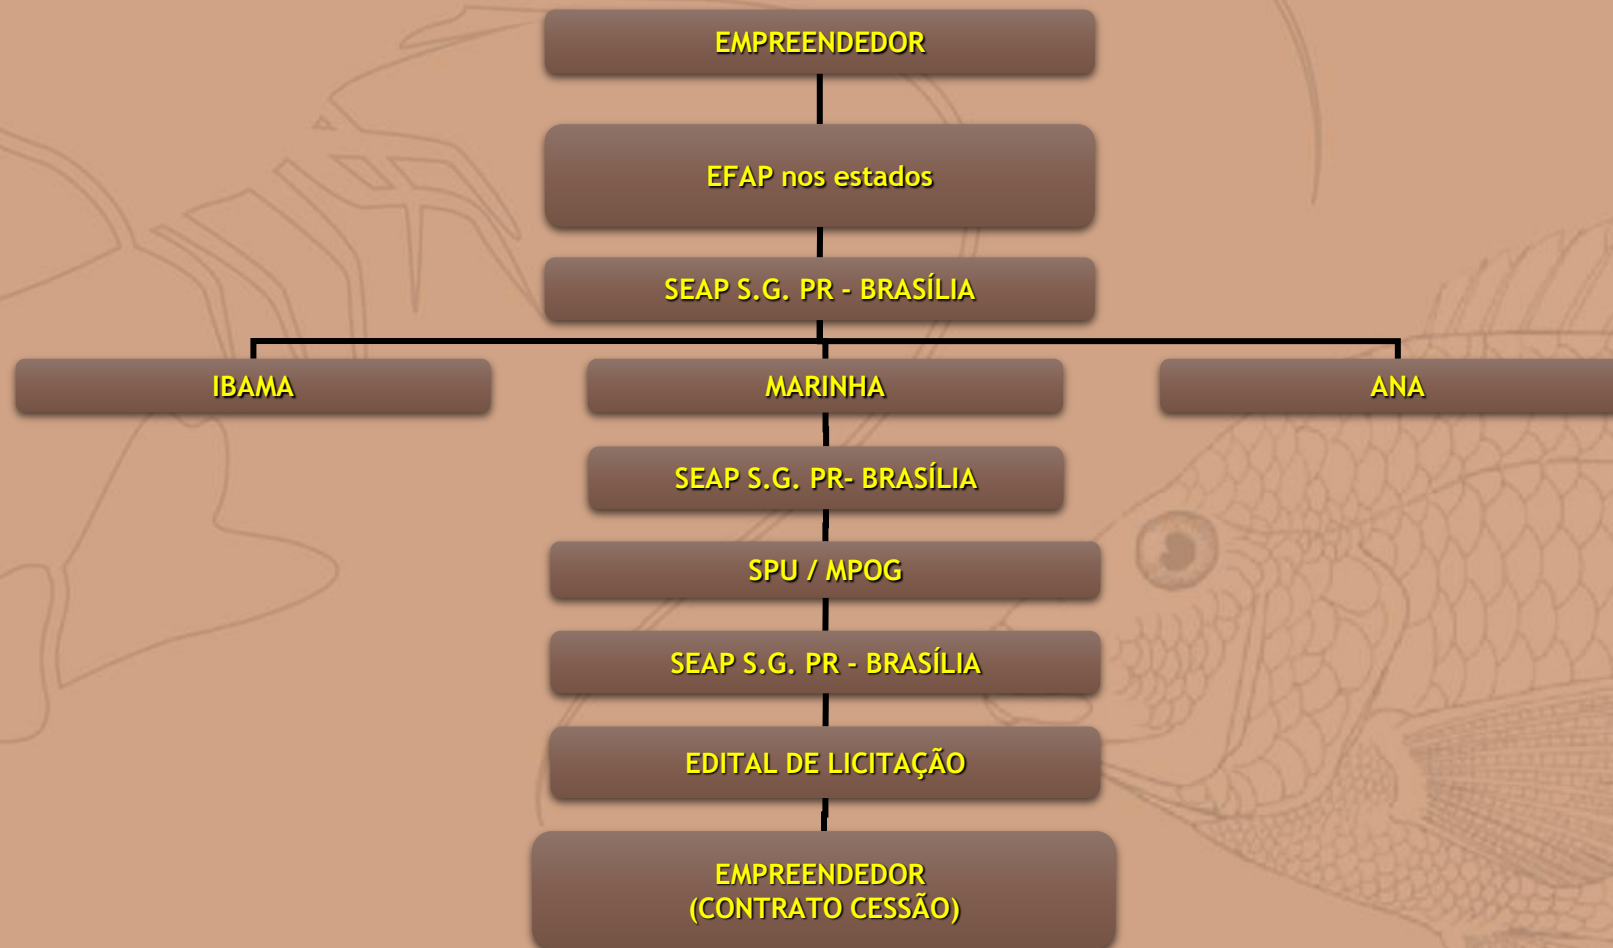 EMPREENDEDOR
EFAP nos estados
SEAP S.G. PR - BRASÍLIA
IBAMA
MARINHA
ANA
SEAP S.G. PR- BRASÍLIA
SPU / MPOG
SEAP S.G. PR - BRASÍLIA
EDITAL DE LICITAÇÃO
EMPREENDEDOR
(CONTRATO CESSÃO)